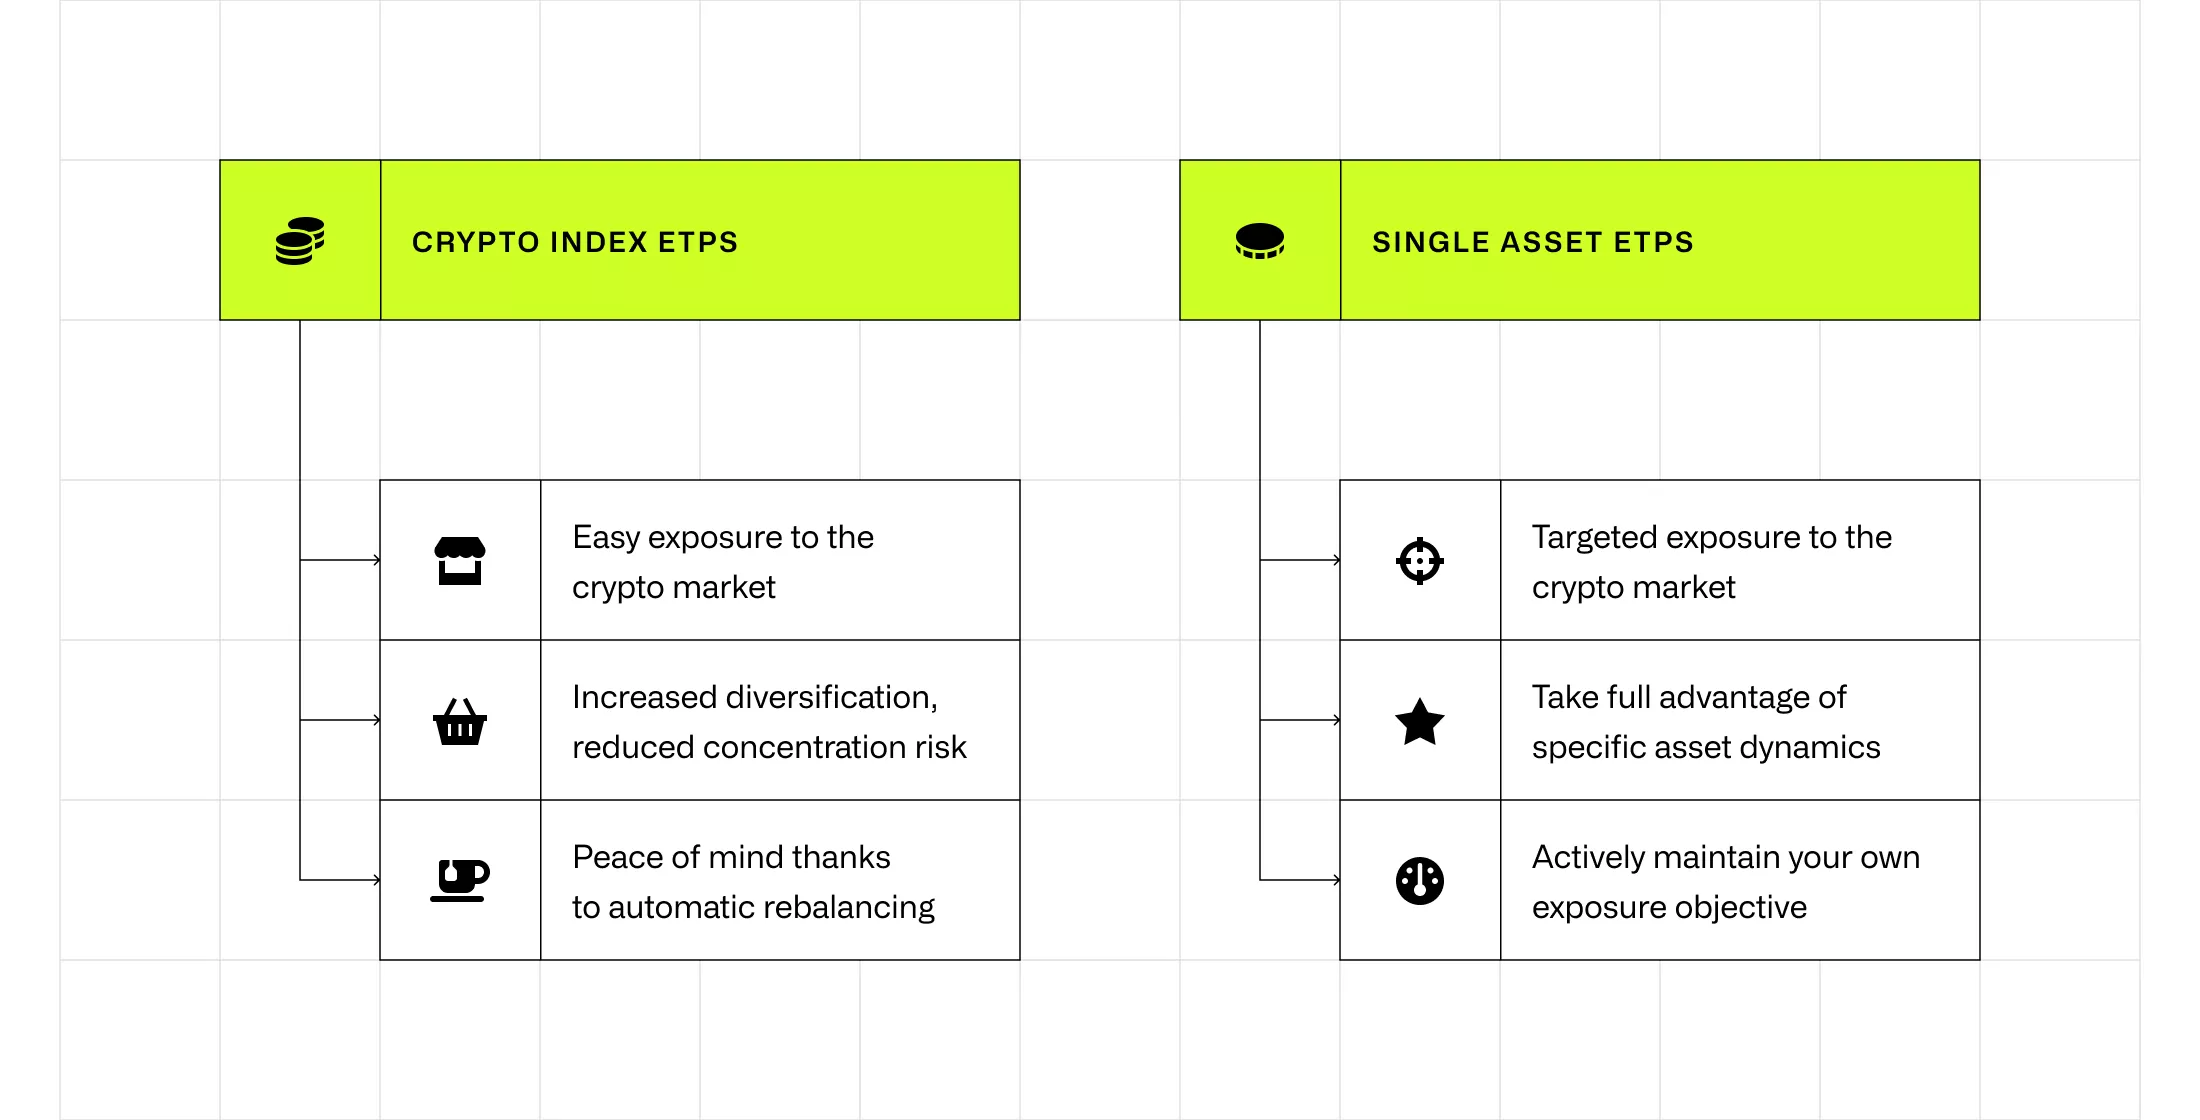 CRYPTO INDEX ETPS
Easy exposure to the
crypto market
Increased diversification,
reduced concentration risk
Peace of mind thanks
to automatic rebalancing
SINGLE ASSET ETPS
Targeted exposure to the
crypto market
Take full advantage of
specific asset dynamics
Actively maintain your own
exposure objective